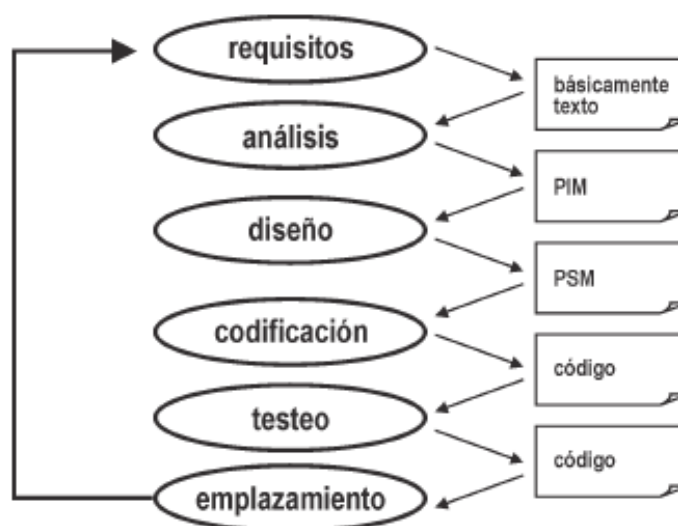 requisitos
básicamente
texto
análisis
PIM
diseño
PSM
codificación
código
testeo
código
emplazamiento